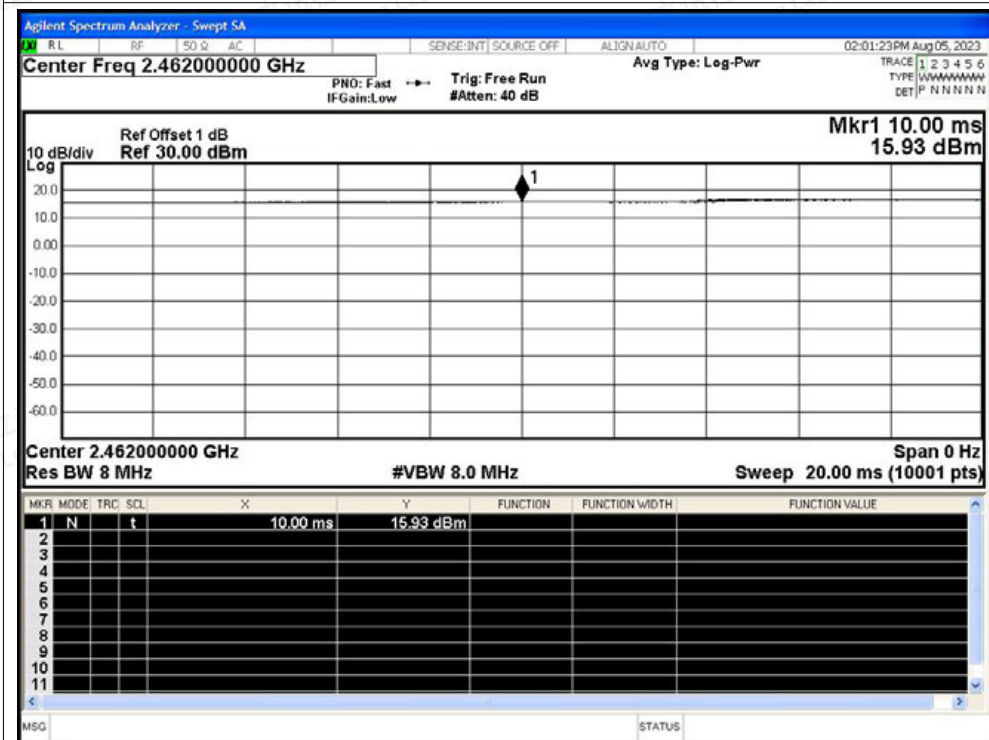 Agilent Spectrum Analyzer - Swept SA
LXI RL RF 50 Ω AC SENSE:INT SOURCE OFF ALIGN AUTO 02:01:23PM Aug 05, 2023
Center Freq 2.462000000 GHz Avg Type: Log-Pwr TRACE 1 2 3 4 5 6
PNO: Fast Trig: Free Run TYPE WWWWWW
IFGain:Low #Atten: 40 dB DET P N N N N N
Mkr1 10.00 ms
Ref Offset 1 dB
10 dB/div Ref 30.00 dBm 15.93 dBm
Log
1
20.0
10.0
0.00
-10.0
-20.0
-30.0
-40.0
-50.0
-60.0
Center 2.462000000 GHz Span 0 Hz
Res BW 8 MHz #VBW 8.0 MHz Sweep 20.00 ms (10001 pts)
MKR MODE TRC SCL X Y FUNCTION FUNCTION WIDTH FUNCTION VALUE
1 N t 10.00 ms 15.93 dBm
2
3
4
5
6
7
8
9
10
11
MSG STATUS